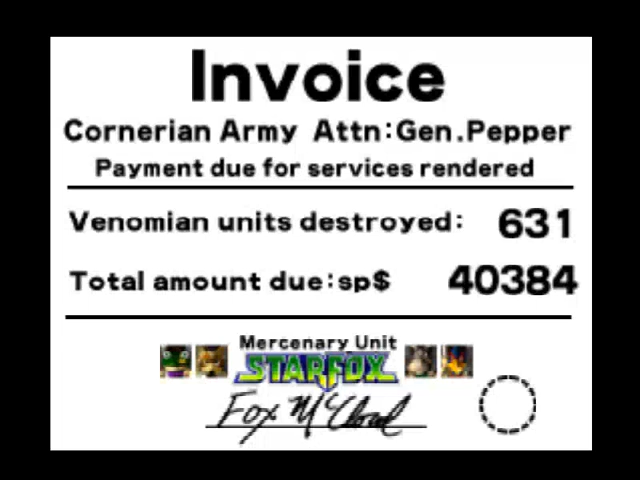 Invoice
Cornerian Army Attn:Gen.Pepper
Payment due for services rendered
Venomian units destroyed: 631
Total amount due:sp$ 40384
Mercenary Unit
STARFOX
Fox McCloud